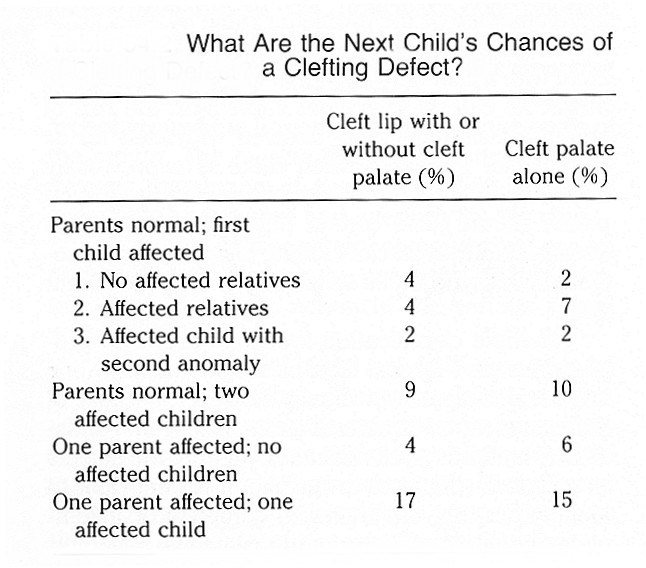 What Are the Next Child's Chances of
a Clefting Defect?
Cleft lip with or
without cleft Cleft palate
palate (%) alone (%)
Parents normal; first
child affected
1. No affected relatives 4 2
2. Affected relatives 4 7
3. Affected child with 2 2
second anomaly
Parents normal; two 9 10
affected children
One parent affected; no 4 6
affected children
One parent affected; one 17 15
affected child